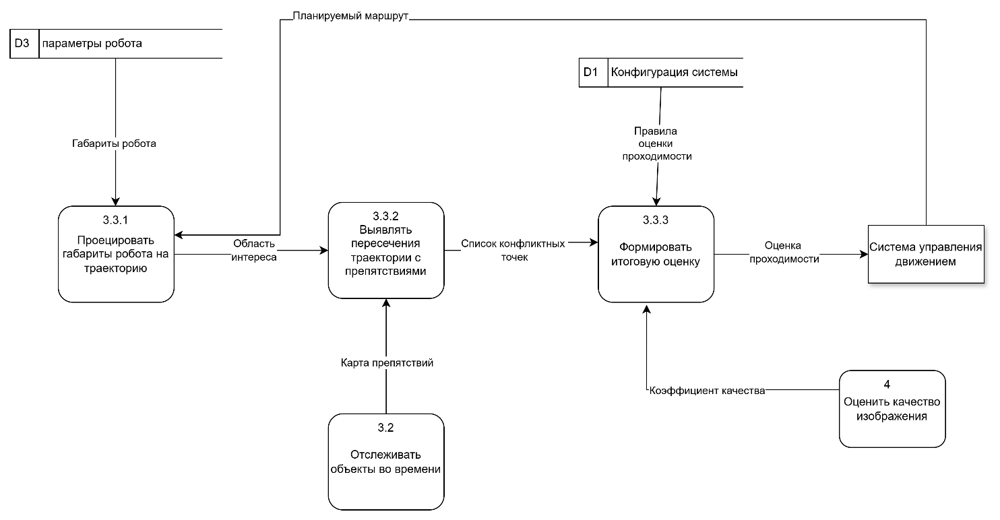 Планируемый маршрут
D3 параметры робота
D1 Конфигурация системы
Правила
оценки
проходимости
Габариты робота
3.3.1
Проецировать
габариты робота на
траекторию
Область
интереса
3.3.2
Выявлять
пересечения
траектории с
препятствиями
Список конфликтных
точек
3.3.3
Формировать
итоговую оценку
Оценка
проходимости
Система управления
движением
Карта препятствий
Коэффициент качества
4
Оценить качество
изображения
3.2
Отслеживать
объекты во времени